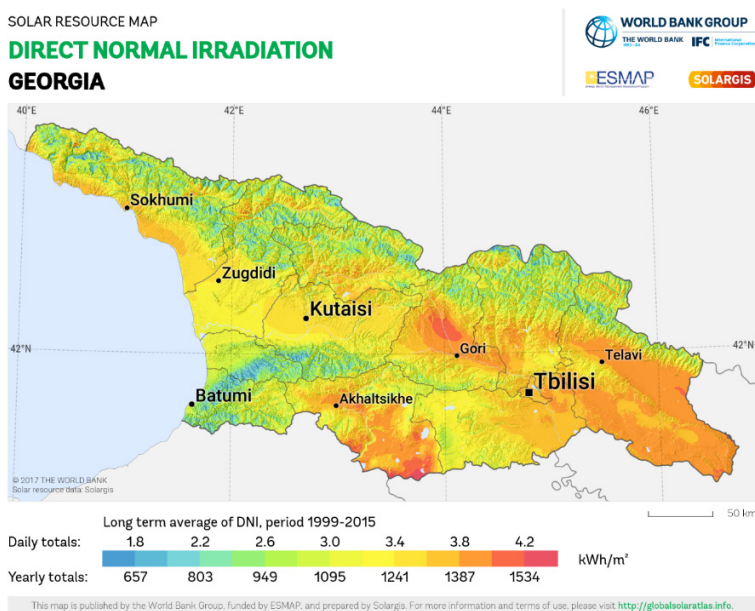 SOLAR RESOURCE MAP
DIRECT NORMAL IRRADIATION
GEORGIA
WORLD BANK GROUP
THE WORLD BANK
IFC
International Finance Corporation
ESMAP
SOLARGIS
40°E
42°E
44°E
46°E
Sokhumi
Zugdidi
Kutaisi
Gori
Telavi
42°N
42°N
Tbilisi
Batumi
Akhaltsikhe
© 2017 THE WORLD BANK
Solar resource data: Solargis
50 km
Long term average of DNI, period 1999-2015
Daily totals: 1.8 2.2 2.6 3.0 3.4 3.8 4.2
kWh/m²
Yearly totals: 657 803 949 1095 1241 1387 1534
This map is published by the World Bank Group, funded by ESMAP, and prepared by Solargis. For more information and terms of use, please visit http://globalsolaratlas.info.